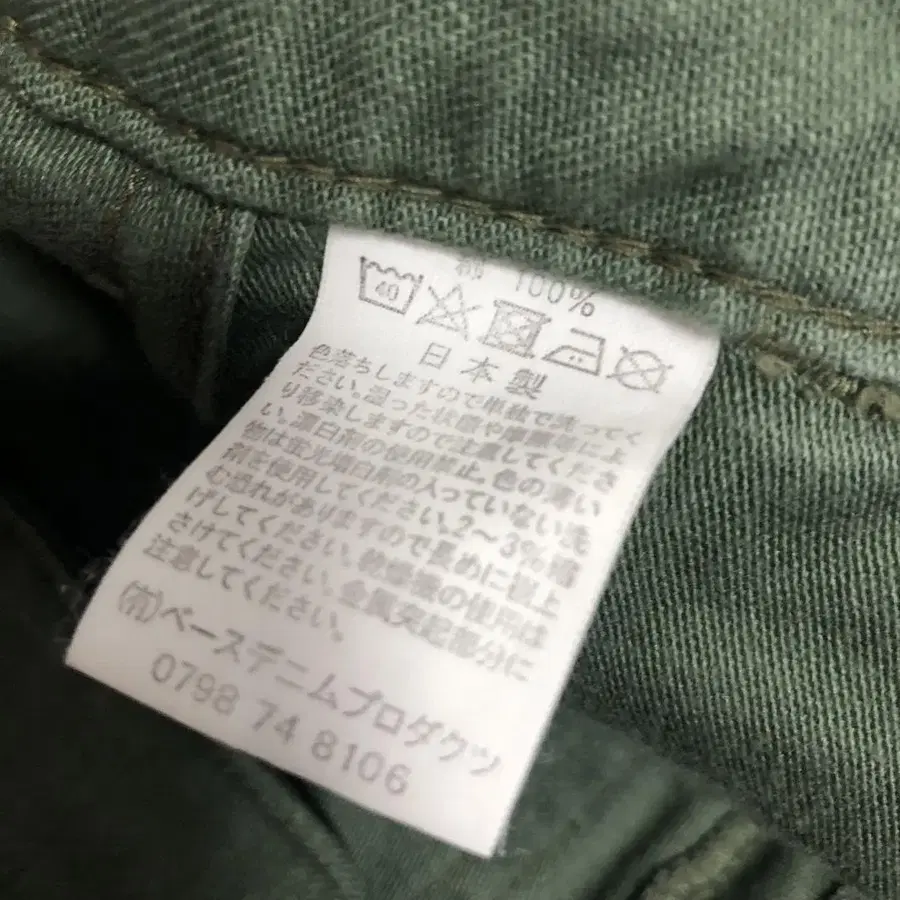 綿 100%
40
日本製
色落ちしますので単独で洗ってく
ださい。湿った状態や摩擦等によ
り移染しますので注意してくださ
い。漂白剤の使用禁止。色の薄い
物は蛍光増白剤の入っていない洗
剤を使用してください。2〜3%縮
む恐れがありますので長めに裾上
げしてください。乾燥機の使用は
さけてください。金属突起部分に
注意してください。
㈲ベースデニムプロダクツ
0798 74 8106